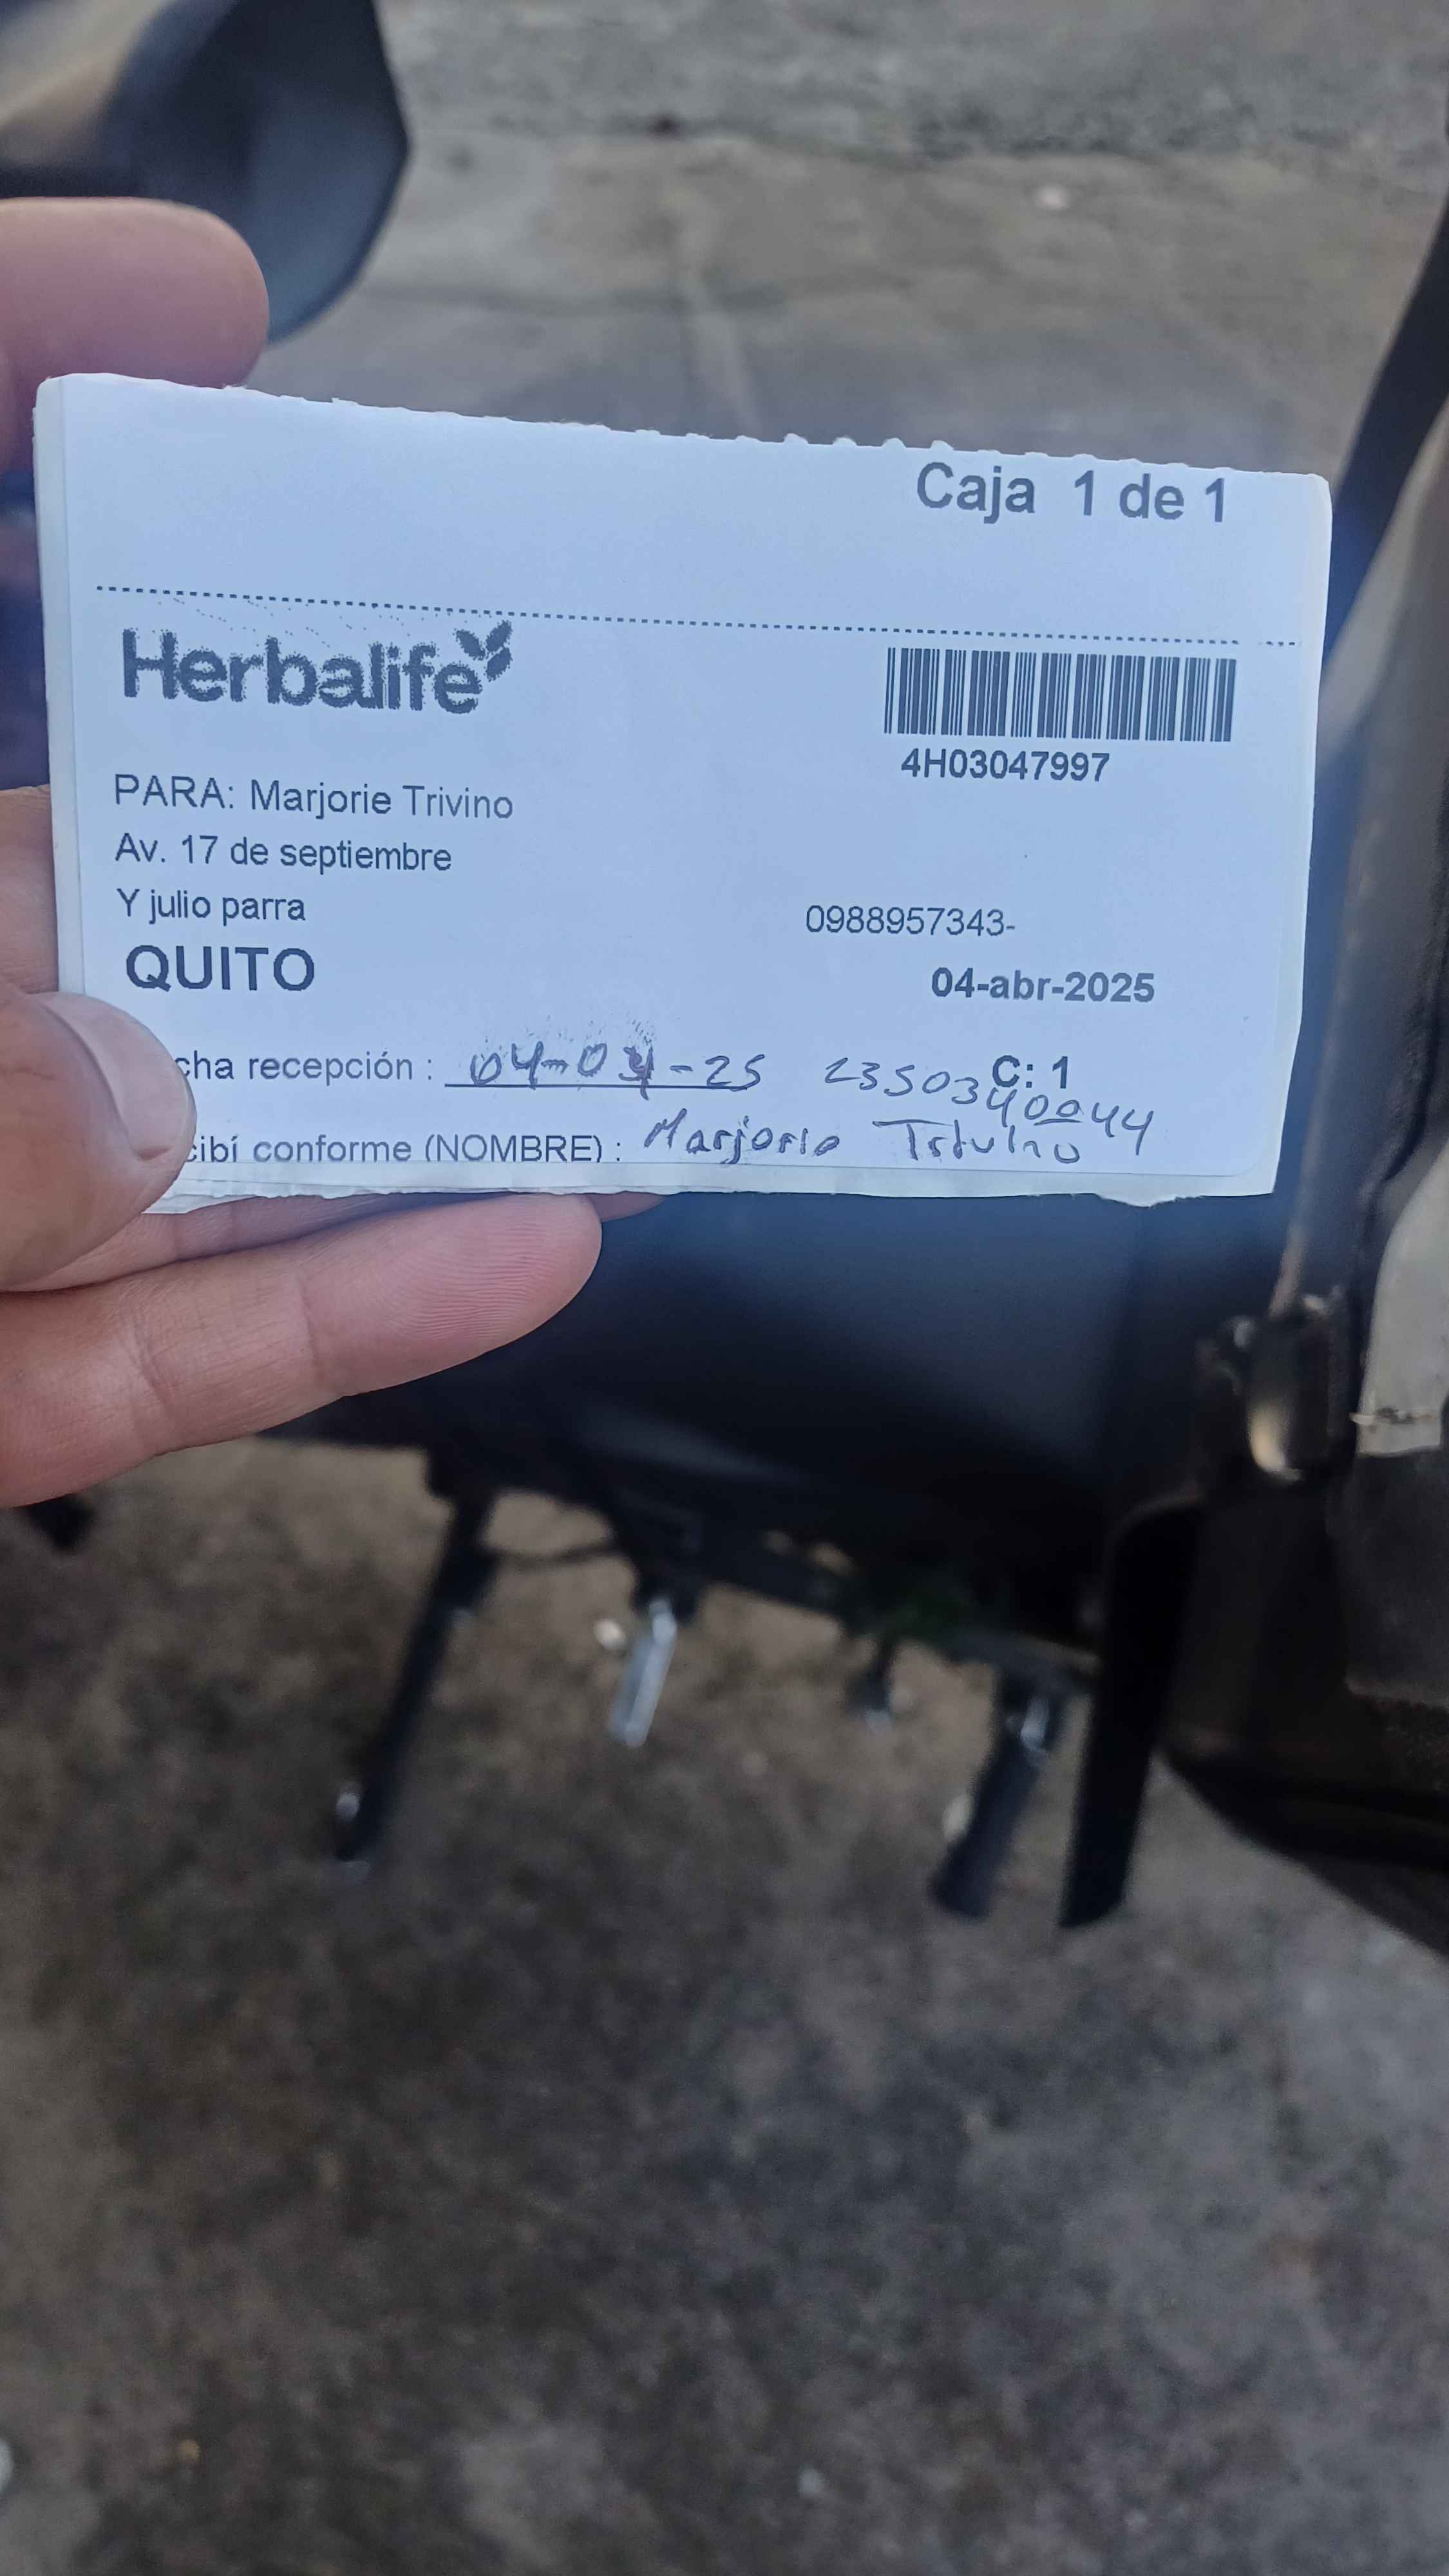 Caja 1 de 1
Herbalife
4H03047997
PARA: Marjorie Trivino
Av. 17 de septiembre
Y julio parra
0988957343-
QUITO
04-abr-2025
cha recepción : 04-04-25 2350340044
C: 1
cibí conforme (NOMBRE) : Marjorie Triviño